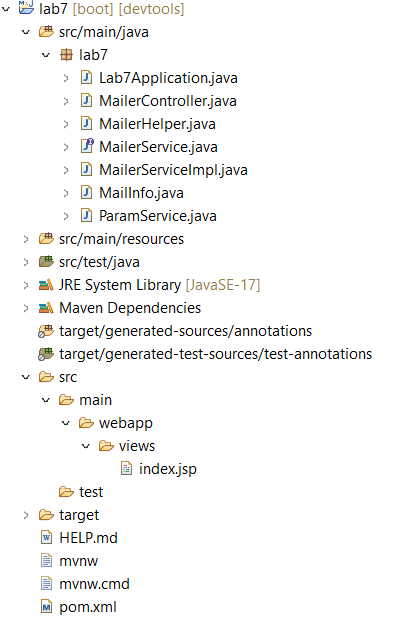 lab7 [boot] [devtools]
src/main/java
lab7
Lab7Application.java
MailerController.java
MailerHelper.java
MailerService.java
MailerServiceImpl.java
MailInfo.java
ParamService.java
src/main/resources
src/test/java
JRE System Library [JavaSE-17]
Maven Dependencies
target/generated-sources/annotations
target/generated-test-sources/test-annotations
src
main
webapp
views
index.jsp
test
target
HELP.md
mvnw
mvnw.cmd
pom.xml